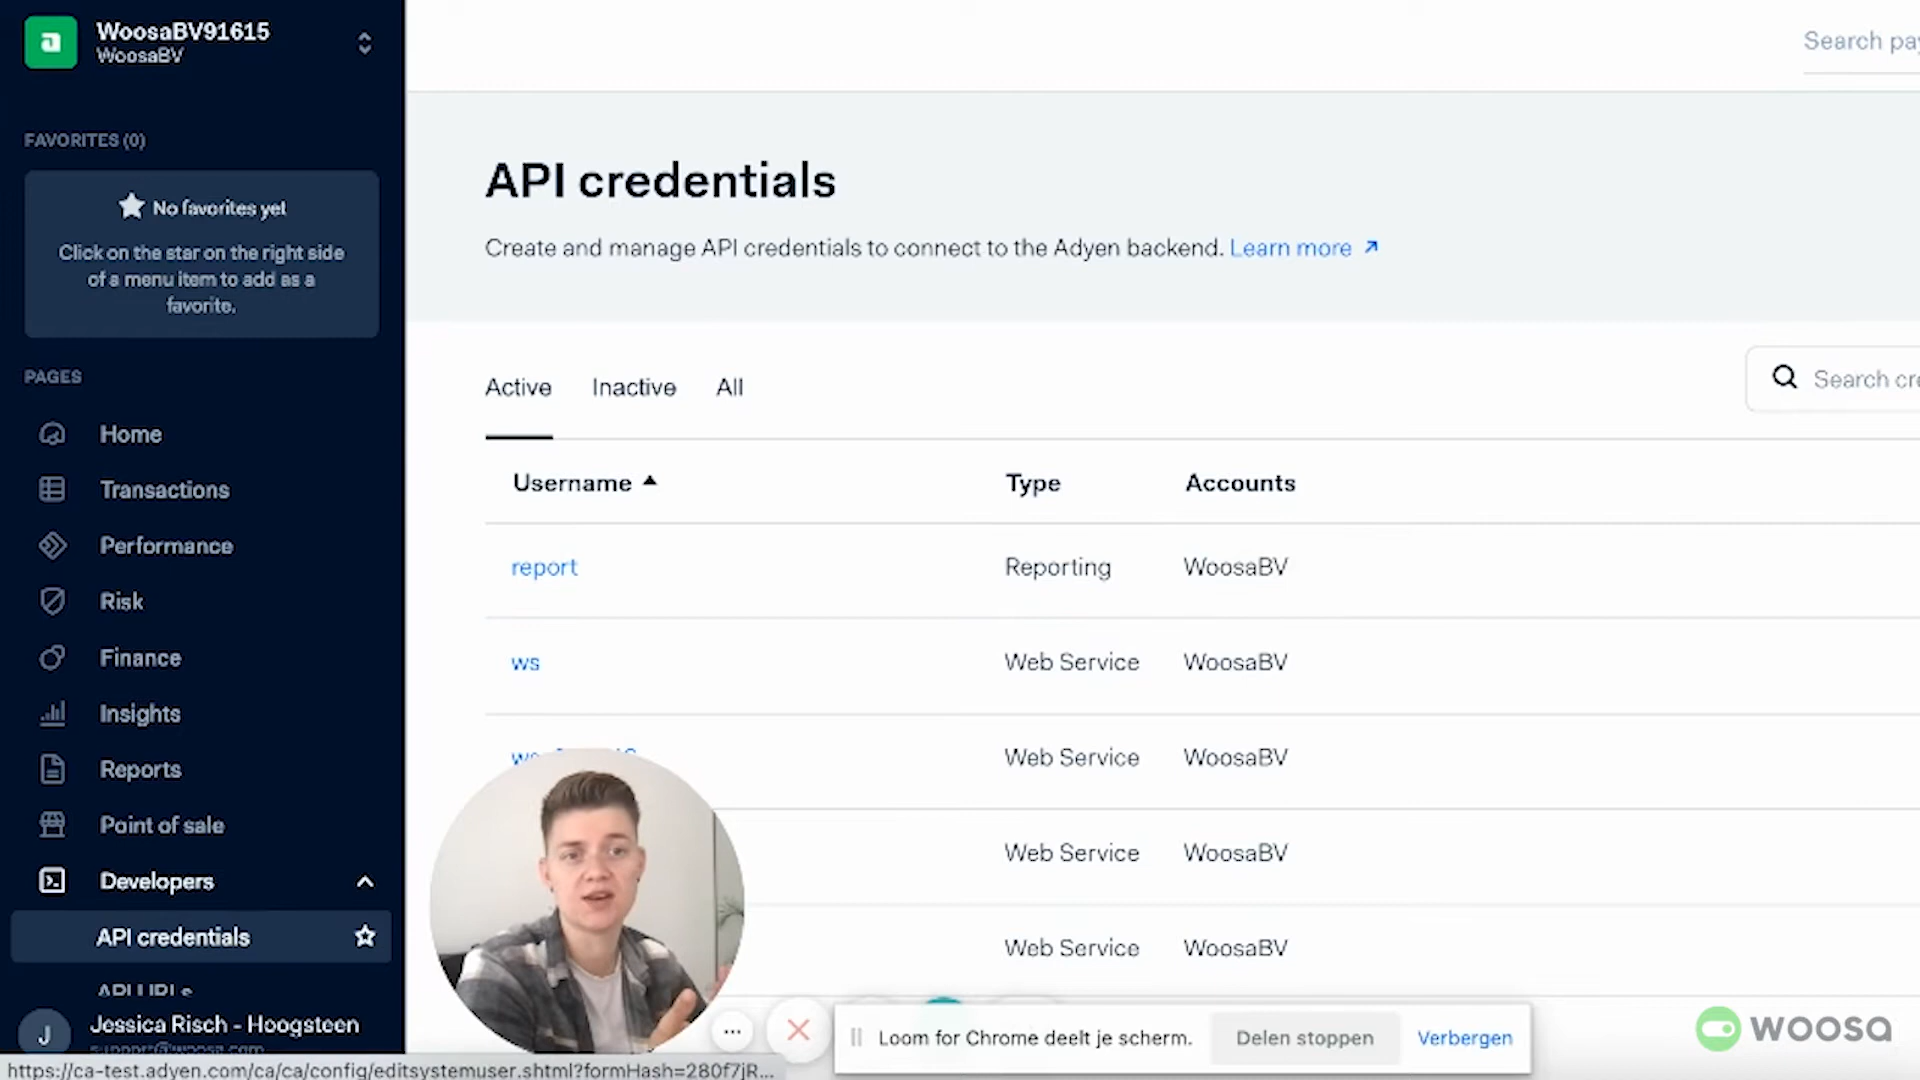 WoosaBV91615
WoosaBV
FAVORITES (0)
No favorites yet
Click on the star on the right side
of a menu item to add as a
favorite.
PAGES
Home
Transactions
Performance
Risk
Finance
Insights
Reports
Point of sale
Developers
API credentials
API URLs
J
Jessica Risch - Hoogsteen
support@woosa.com
Search pay
API credentials
Create and manage API credentials to connect to the Adyen backend. Learn more
Active Inactive All
Search cre
Username Type Accounts
report Reporting WoosaBV
ws Web Service WoosaBV
Web Service WoosaBV
Web Service WoosaBV
Web Service WoosaBV
Loom for Chrome deelt je scherm. Delen stoppen Verbergen
woosa
https://ca-test.adyen.com/ca/ca/config/editsystemuser.shtml?formHash=280f7jR...